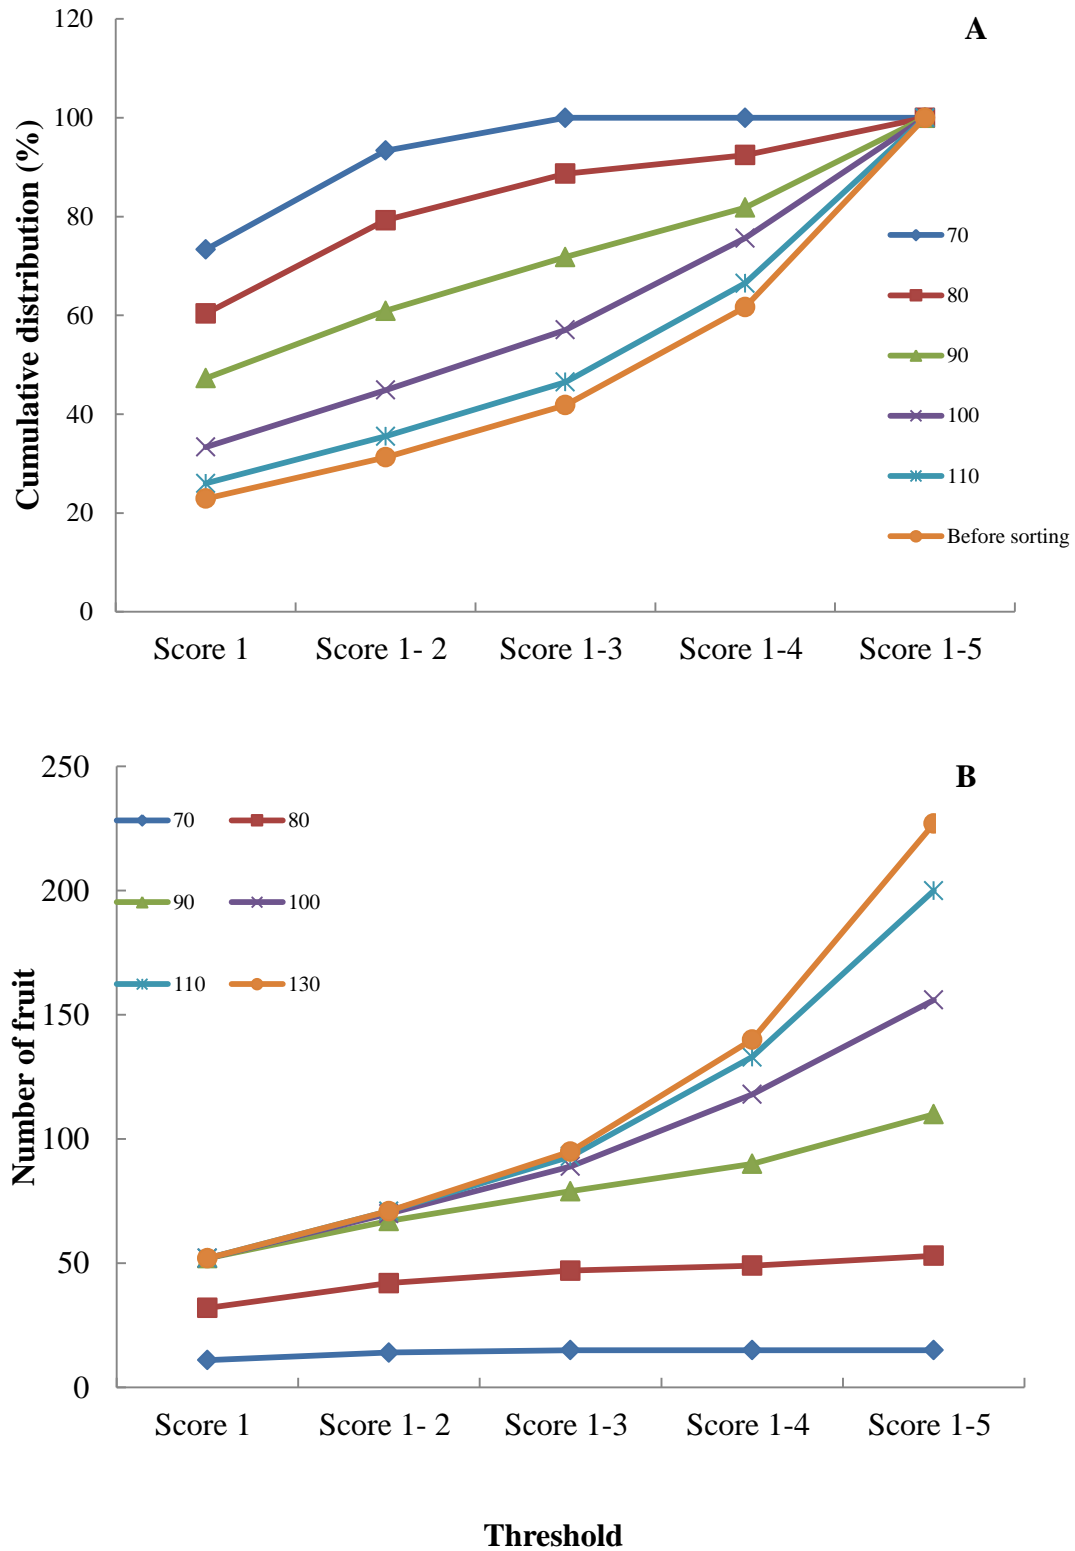 A
Cumulative distribution (%)
120
100
80
60
40
20
0
70
80
90
100
110
Before sorting
Score 1 Score 1- 2 Score 1-3 Score 1-4 Score 1-5
B
Number of fruit
250
200
150
100
50
0
70 80
90 100
110 130
Score 1 Score 1- 2 Score 1-3 Score 1-4 Score 1-5
Threshold